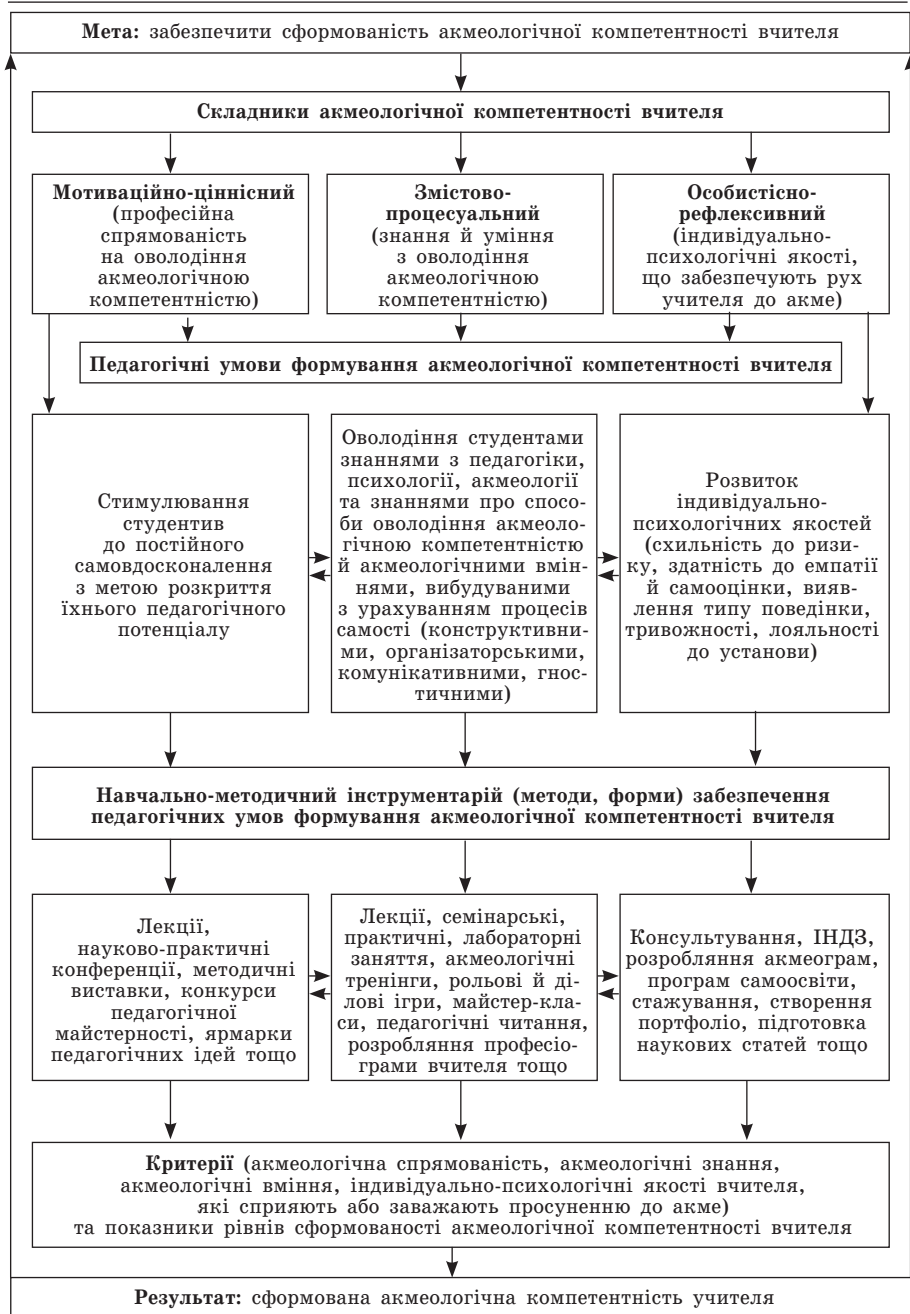 Мета: забезпечити сформованість акмеологічної компетентності вчителя
Складники акмеологічної компетентності вчителя
Мотиваційно-ціннісний
(професійна
спрямованість
на оволодіння
акмеологічною
компетентністю)
Змістово-
процесуальний
(знання й уміння
з оволодіння
акмеологічною
компетентністю)
Особистісно-
рефлексивний
(індивідуально-
психологічні якості,
що забезпечують рух
учителя до акме)
Педагогічні умови формування акмеологічної компетентності вчителя
Стимулювання
студентив
до постійного
самовдосконалення
з метою розкриття
їхнього педагогічного
потенціалу
Оволодіння студентами
знаннями з педагогіки,
психології, акмеології
та знаннями про спосо-
би оволодіння акмеоло-
гічною компетентністю
й акмеологічними вмін-
нями, вибудуваними
з урахуванням процесів
самості (конструктивни-
ми, організаторськими,
комунікативними, гнос-
тичними)
Розвиток
індивідуально-
психологічних якостей
(схильність до ризи-
ку, здатність до емпатії
й самооцінки, вияв-
лення типу поведінки,
тривожності, лояльності
до установи)
Навчально-методичний інструментарій (методи, форми) забезпечення
педагогічних умов формування акмеологічної компетентності вчителя
Лекції,
науково-практичні
конференції, методичні
виставки, конкурси
педагогічної
майстерності, ярмарки
педагогічних ідей тощо
Лекції, семінарські,
практичні, лабораторні
заняття, акмеологічні
тренінги, рольові й ді-
лові ігри, майстер-кла-
си, педагогічні читання,
розробляння професіо-
грами вчителя тощо
Консультування, ІНДЗ,
розробляння акмеограм,
програм самоосвіти,
стажування, створення
портфоліо, підготовка
наукових статей тощо
Критерії (акмеологічна спрямованість, акмеологічні знання,
акмеологічні вміння, індивідуально-психологічні якості вчителя,
які сприяють або заважають просуненню до акме)
та показники рівнів сформованості акмеологічної компетентності вчителя
Результат: сформована акмеологічна компетентність учителя